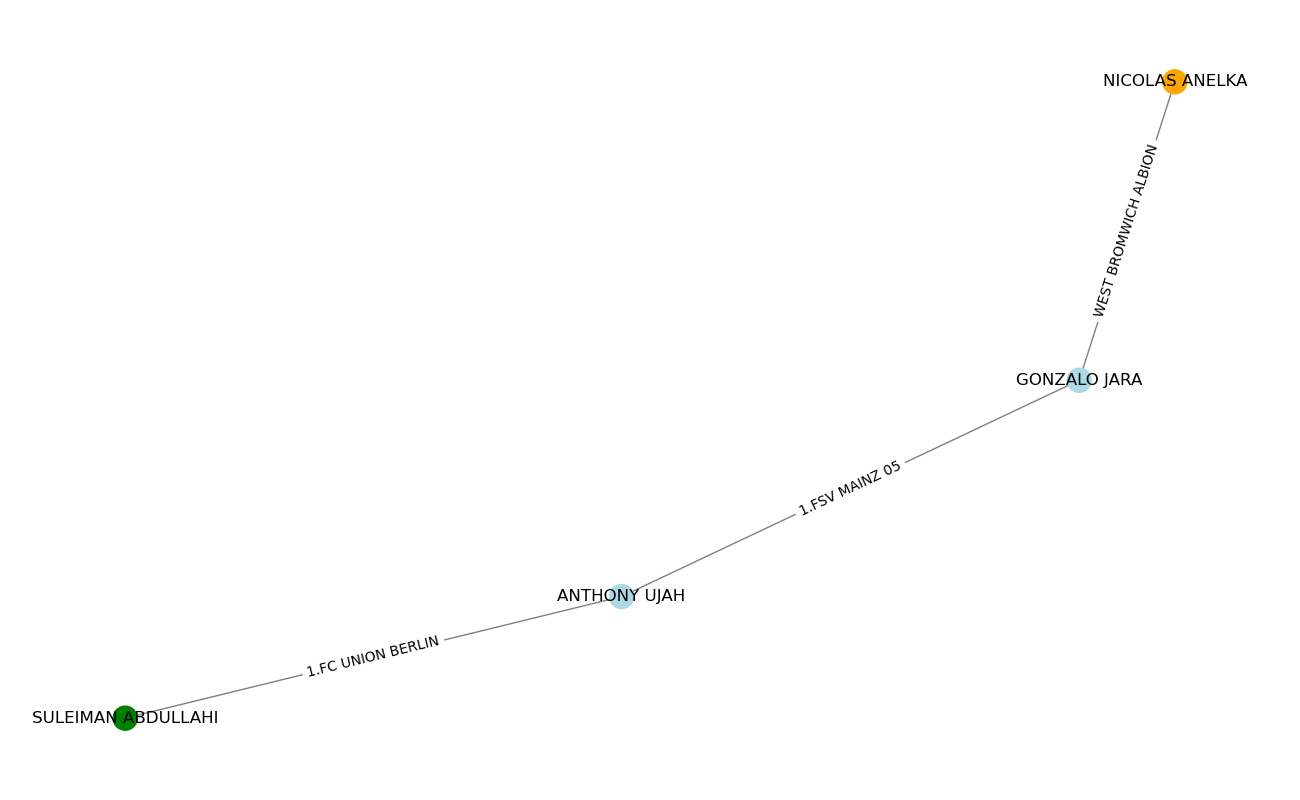 NICOLAS ANELKA
WEST BROMWICH ALBION
GONZALO JARA
1.FSV MAINZ 05
ANTHONY UJAH
1.FC UNION BERLIN
SULEIMAN ABDULLAHI